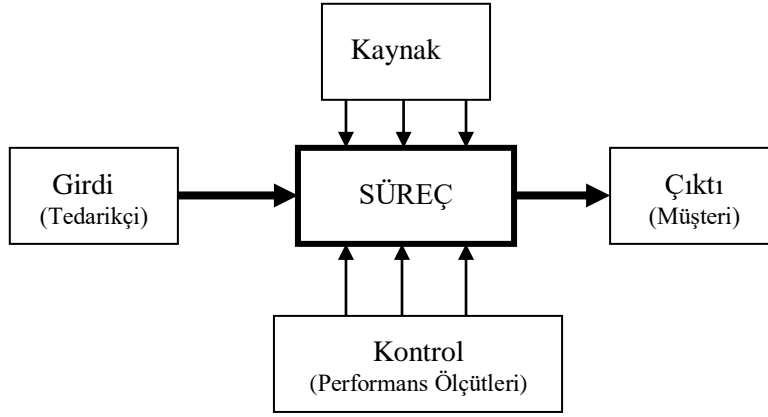 Kaynak
Girdi
(Tedarikçi)
SÜREÇ
Çıktı
(Müşteri)
Kontrol
(Performans Ölçütleri)